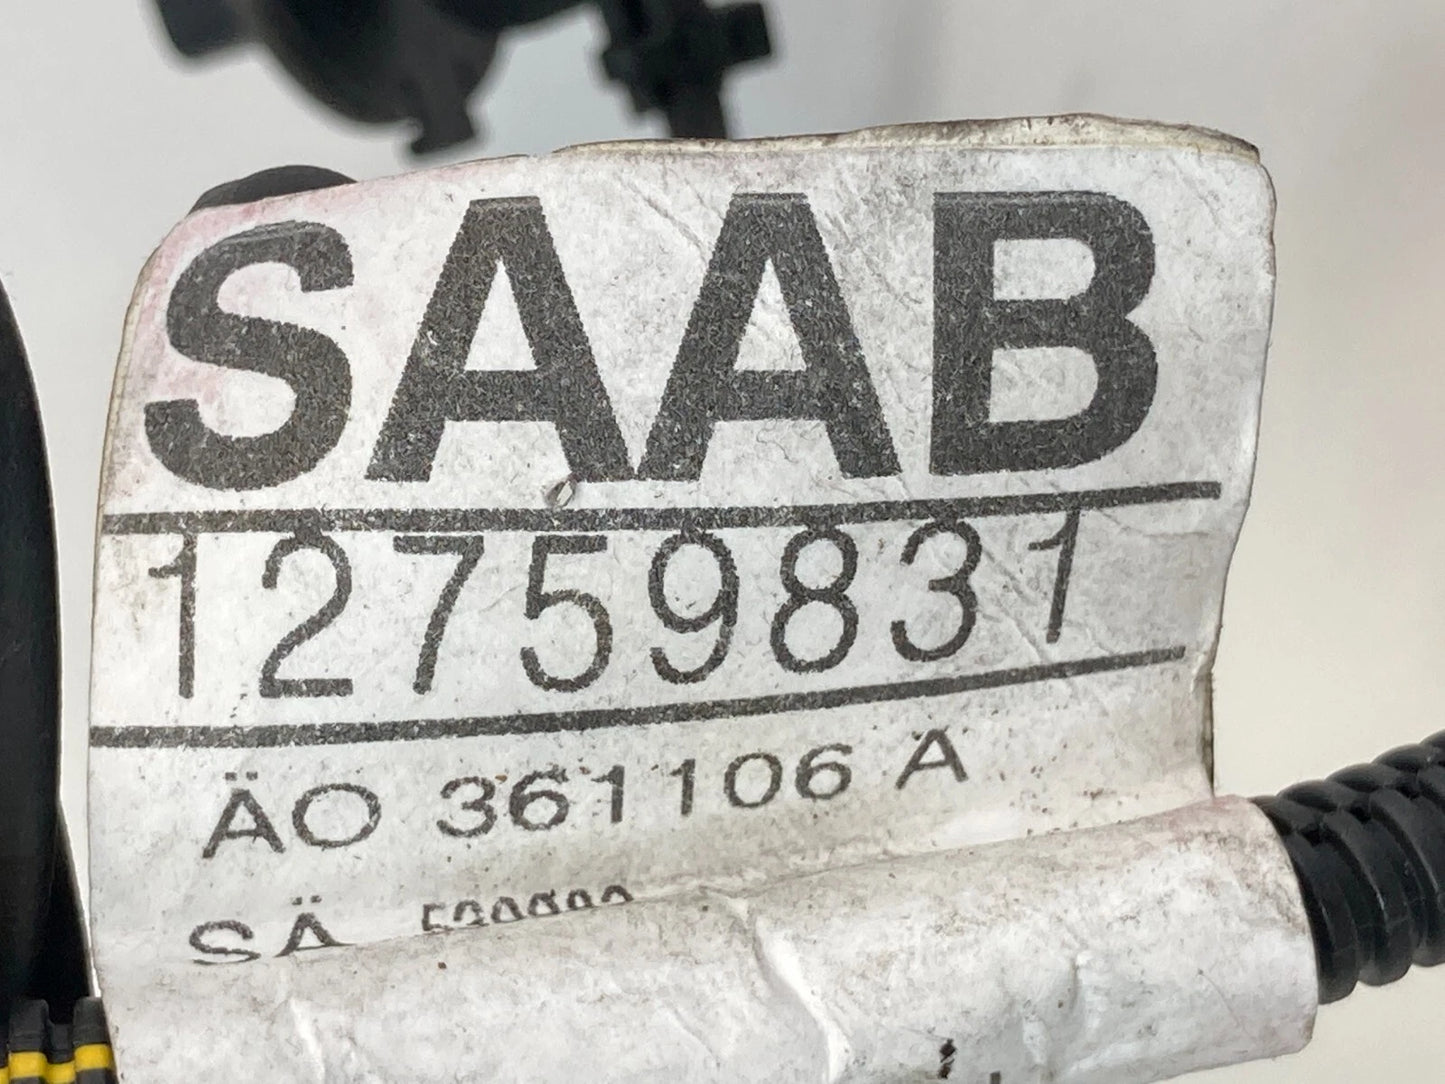 SAAB
12759831
ÄO 361106 A
SÄ